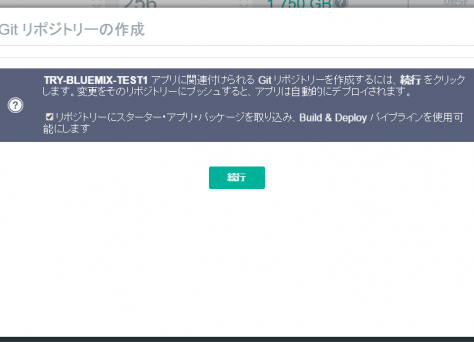 256 1,750 GB
Git リポジトリーの作成
TRY-BLUEMIX-TEST1 アプリに関連付けられる Git リポジトリーを作成するには、続行 をクリック
します。変更をそのリポジトリーにプッシュすると、アプリは自動的にデプロイされます。
リポジトリーにスターター・アプリ・パッケージを取り込み、Build & Deploy パイプラインを使用可
能にします
続行